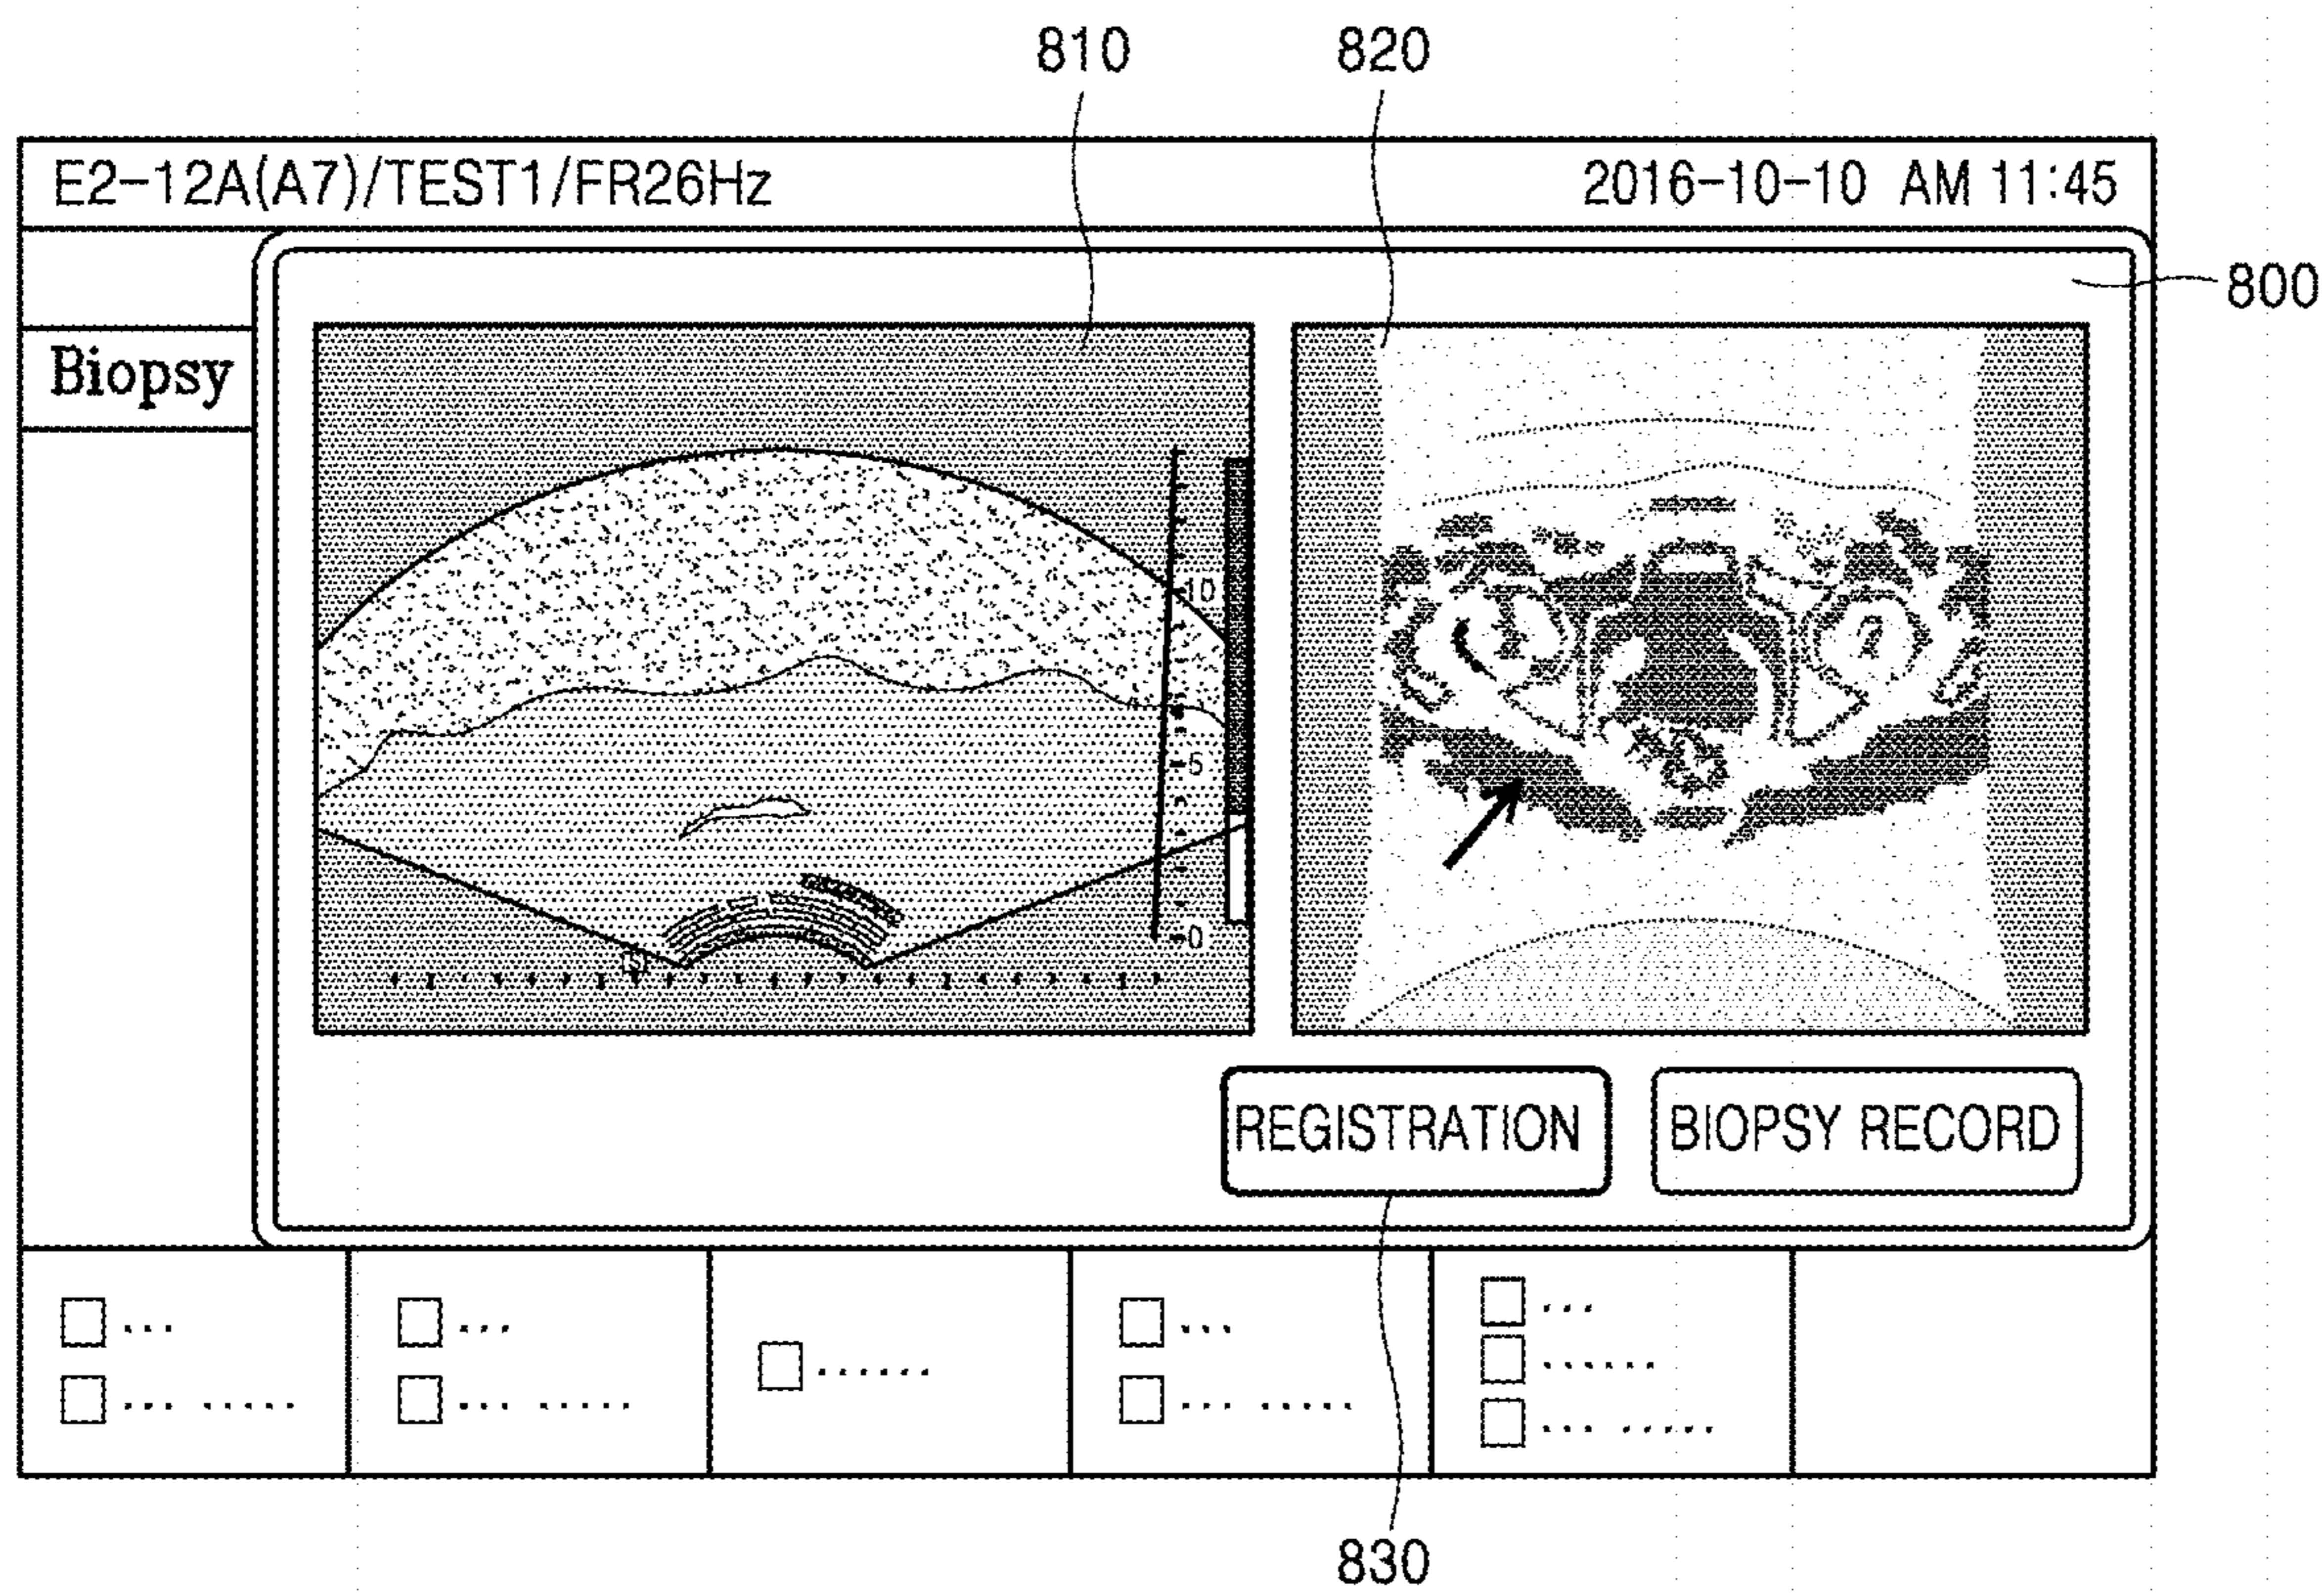 810 820
E2-12A(A7)/TEST1/FR26Hz 2016-10-10 AM 11:45
800
Biopsy
10
5
0
S
REGISTRATION BIOPSY RECORD
... ... ... ...
... ..... ... ..... ...... ... ..... ......
... .....
830